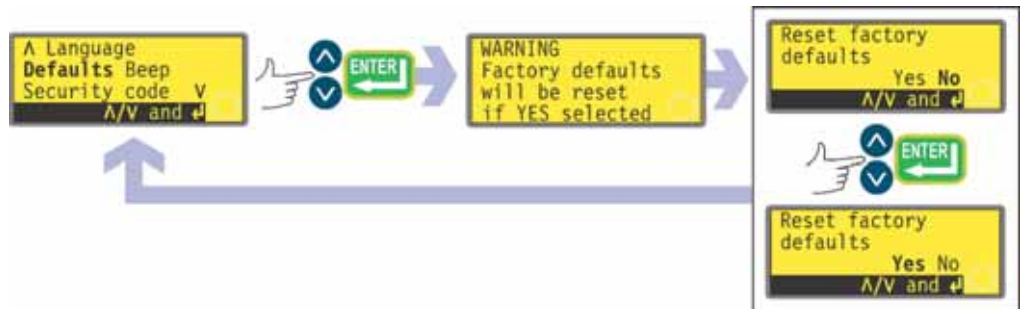 Λ Language
Defaults Beep
Security code V
Λ/V and ↵
ENTER
WARNING
Factory defaults
will be reset
if YES selected
Reset factory
defaults
Yes No
Λ/V and ↵
ENTER
Reset factory
defaults
Yes No
Λ/V and ↵